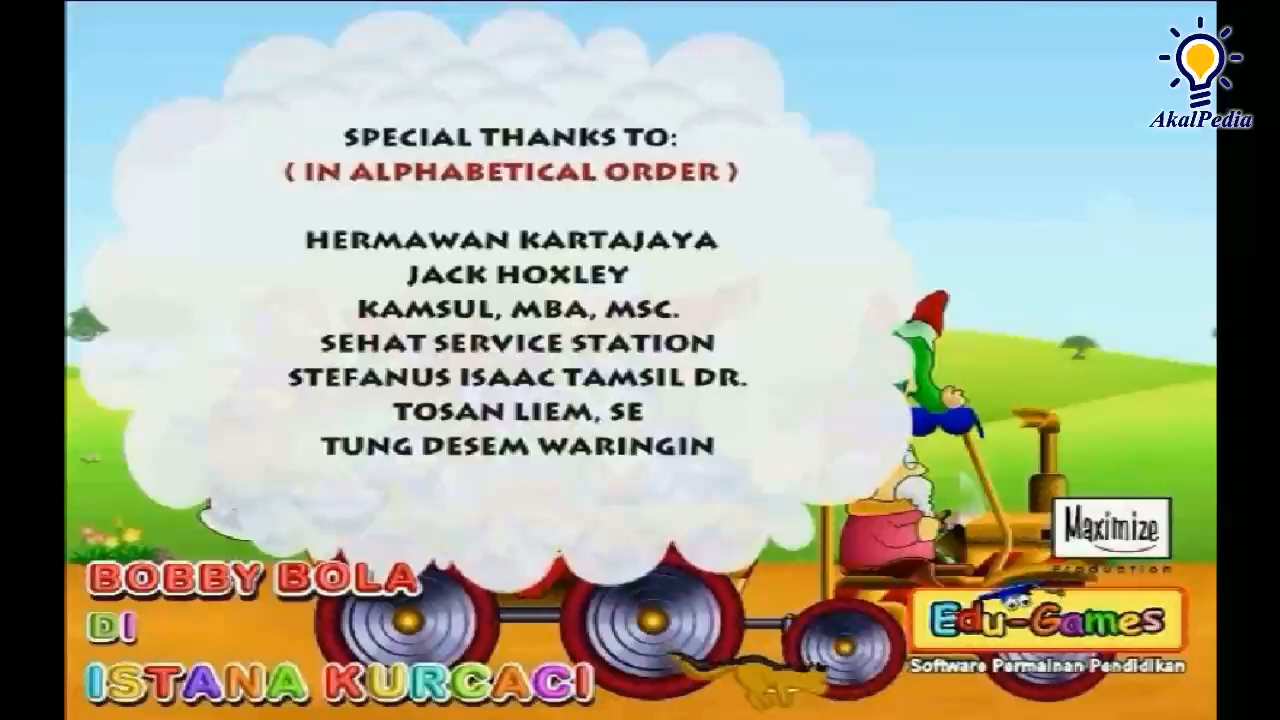 AkalPedia
SPECIAL THANKS TO:
( IN ALPHABETICAL ORDER )
HERMAWAN KARTAJAYA
JACK HOXLEY
KAMSUL, MBA, MSC.
SEHAT SERVICE STATION
STEFANUS ISAAC TAMSIL DR.
TOSAN LIEM, SE
TUNG DESEM WARINGIN
Maximize
Production
BOBBY BOLA
DI
ISTANA KURCACI
Edu-Games
Software Permainan Pendidikan